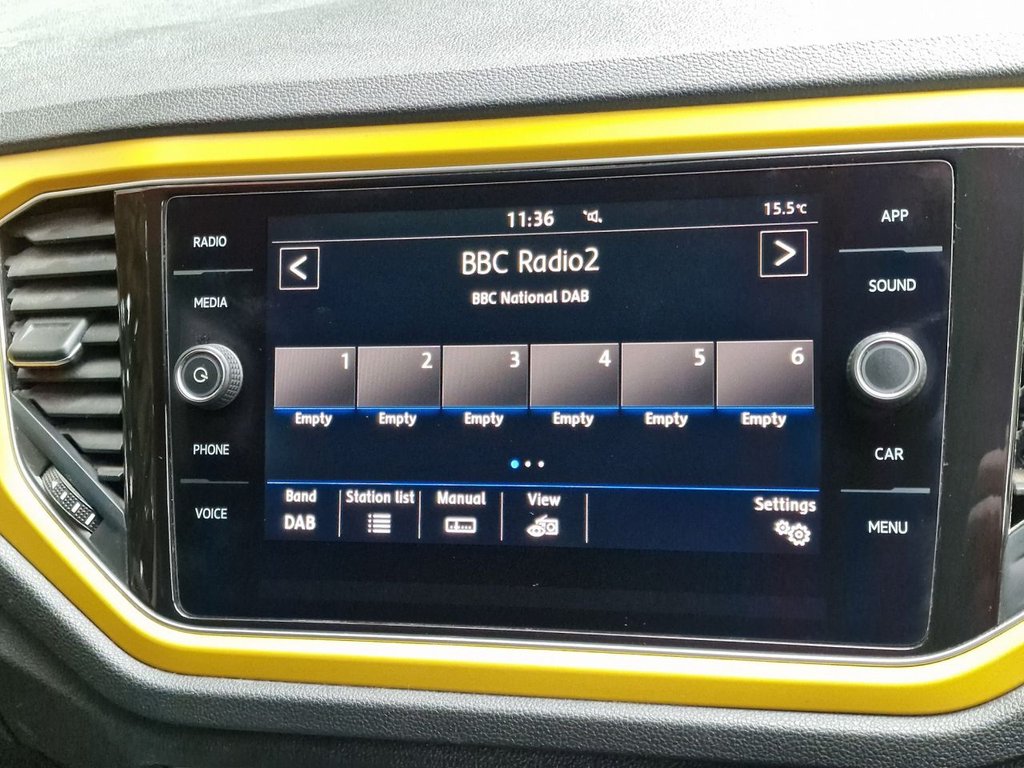 RADIO
MEDIA
PHONE
VOICE
11:36
15.5°C
<
BBC Radio2
>
BBC National DAB
1 2 3 4 5 6
Empty Empty Empty Empty Empty Empty
Band Station list Manual View Settings
DAB
APP
SOUND
CAR
MENU